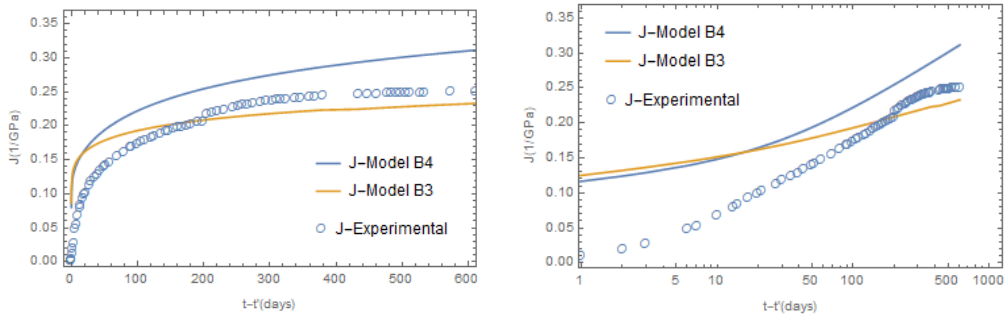 0.35
0.30
0.25
0.20
0.15
0.10
0.05
0.00
J(1/GPa)
J-Model B4
J-Model B3
J-Experimental
0 100 200 300 400 500 600
t-t'(days)
0.35
0.30
0.25
0.20
0.15
0.10
0.05
0.00
J(1/GPa)
J-Model B4
J-Model B3
J-Experimental
1 5 10 50 100 500 1000
t-t'(days)